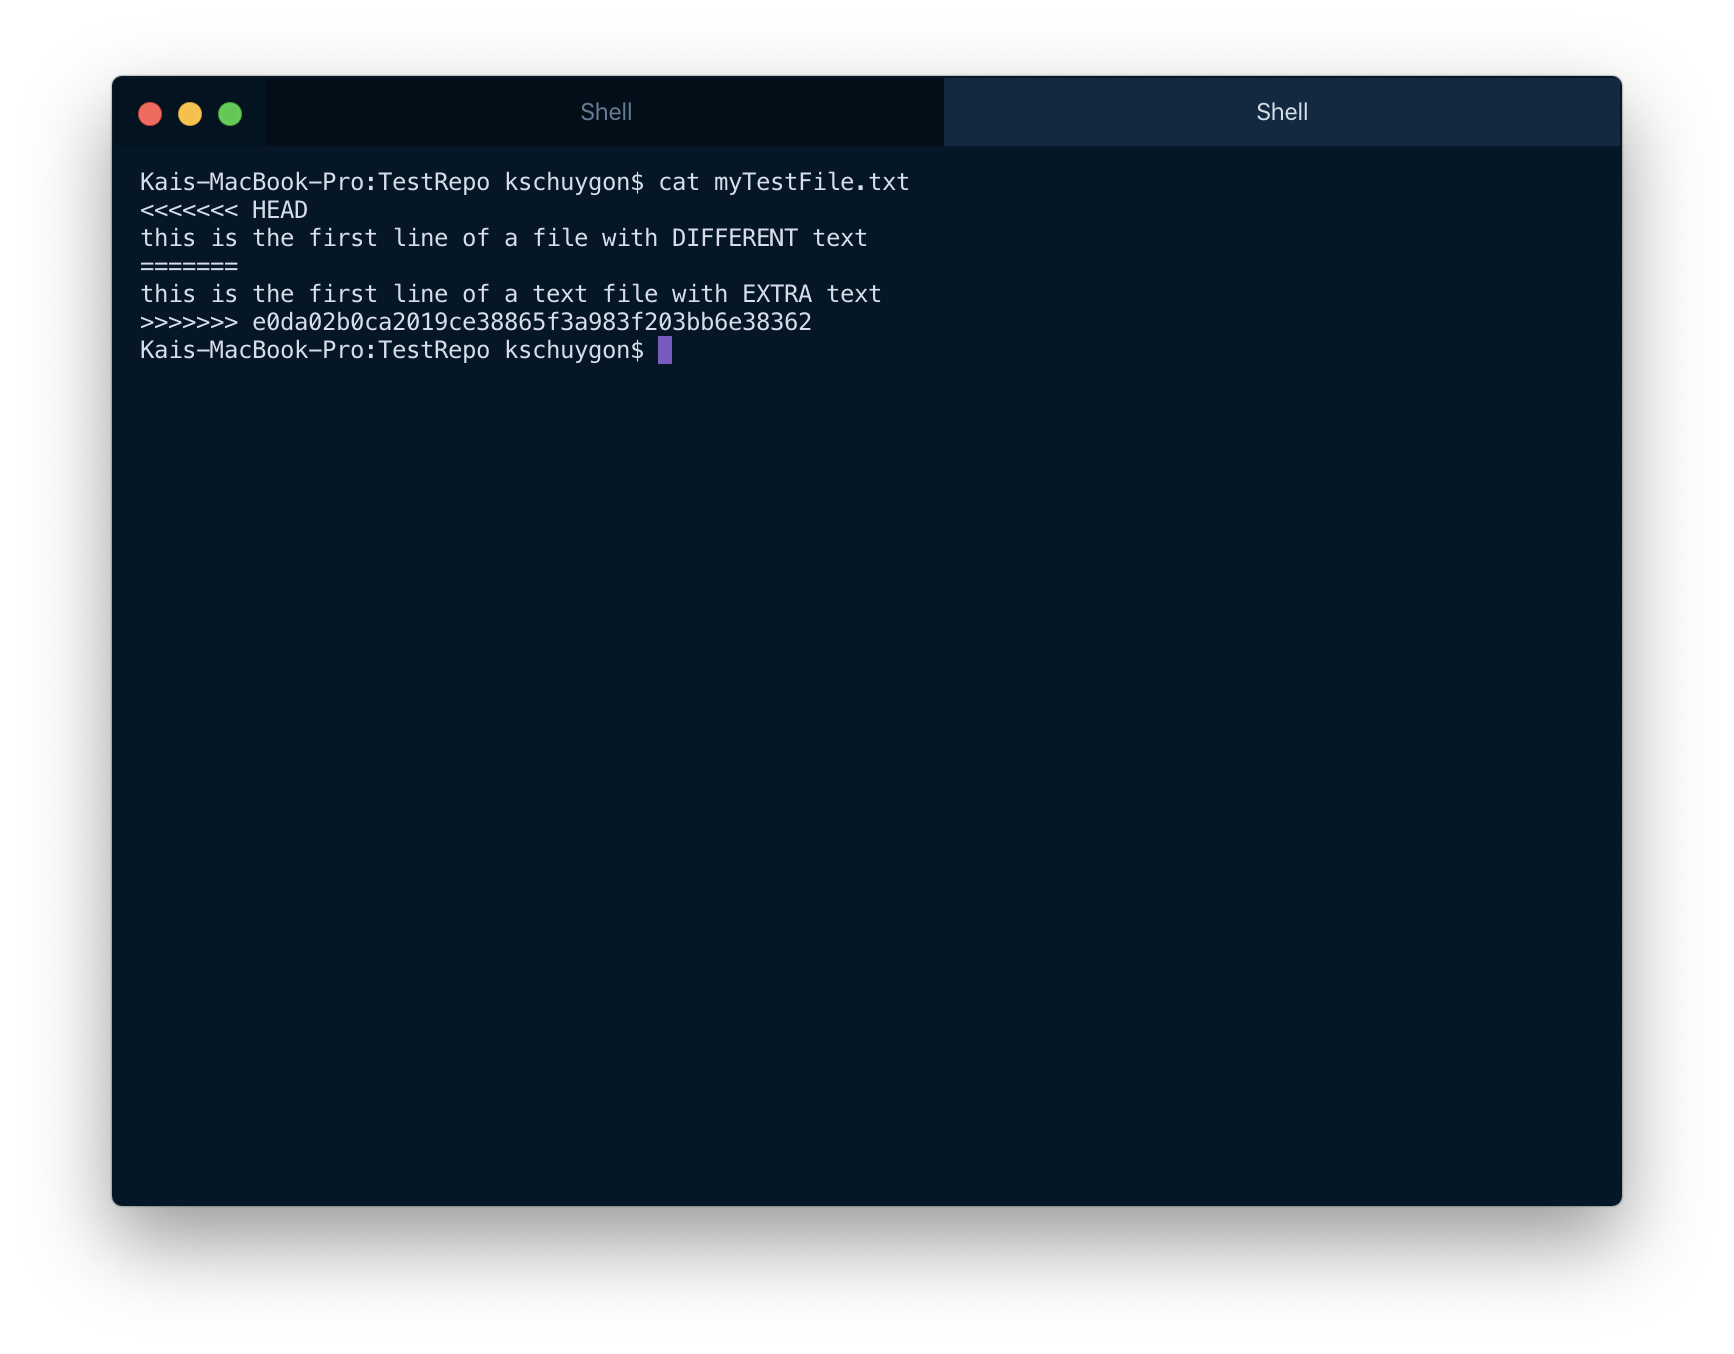 Shell Shell
Kais-MacBook-Pro:TestRepo kschuygon$ cat myTestFile.txt
<<<<<<< HEAD
this is the first line of a file with DIFFERENT text
=======
this is the first line of a text file with EXTRA text
>>>>>>> e0da02b0ca2019ce38865f3a983f203bb6e38362
Kais-MacBook-Pro:TestRepo kschuygon$